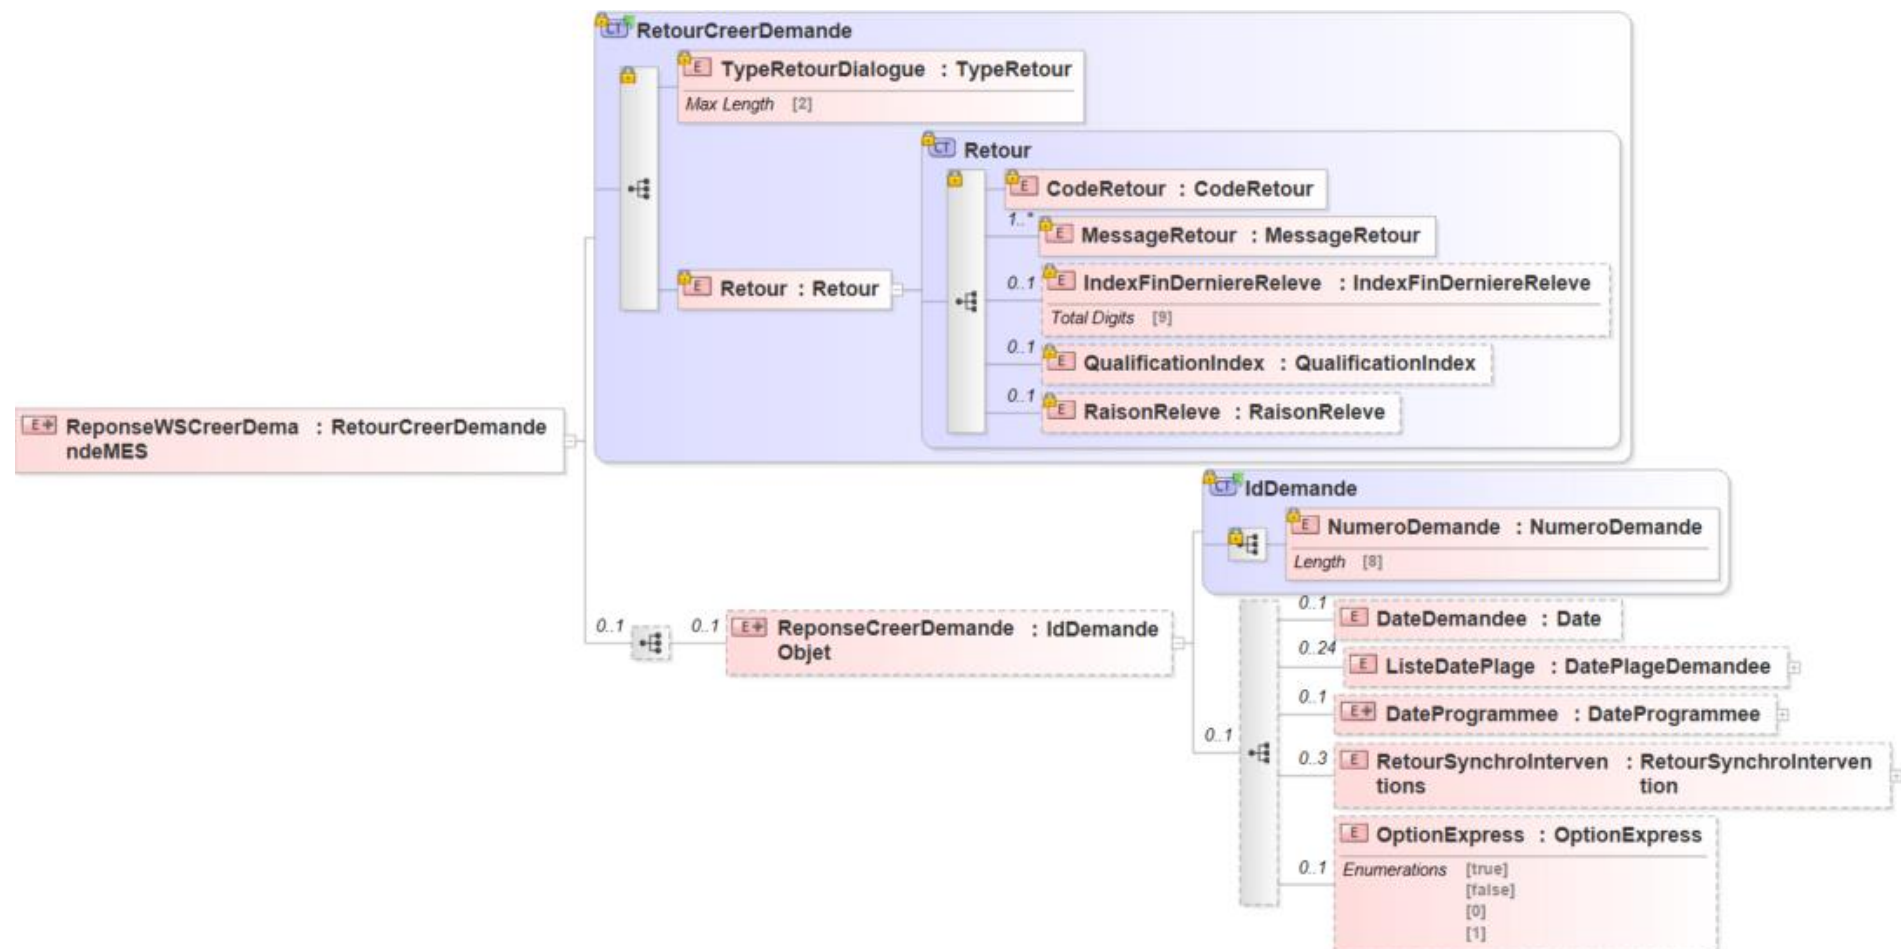 CT RetourCreerDemande
E TypeRetourDialogue : TypeRetour
Max Length [2]
CT Retour
E CodeRetour : CodeRetour
1..*
E MessageRetour : MessageRetour
0..1
E IndexFinDerniereReleve : IndexFinDerniereReleve
Total Digits [9]
E Retour : Retour
0..1
E QualificationIndex : QualificationIndex
0..1
E RaisonReleve : RaisonReleve
E ReponseWSCreerDema : RetourCreerDemande
ndeMES
CT IdDemande
E NumeroDemande : NumeroDemande
Length [8]
0..1
0..1
E ReponseCreerDemande : IdDemande
Objet
0..1
0..1
E DateDemandee : Date
0..24
E ListeDatePlage : DatePlageDemandee
0..1
E DateProgrammee : DateProgrammee
0..3
E RetourSynchroInterven : RetourSynchroInterven
tions tion
0..1
E OptionExpress : OptionExpress
Enumerations [true]
[false]
[0]
[1]